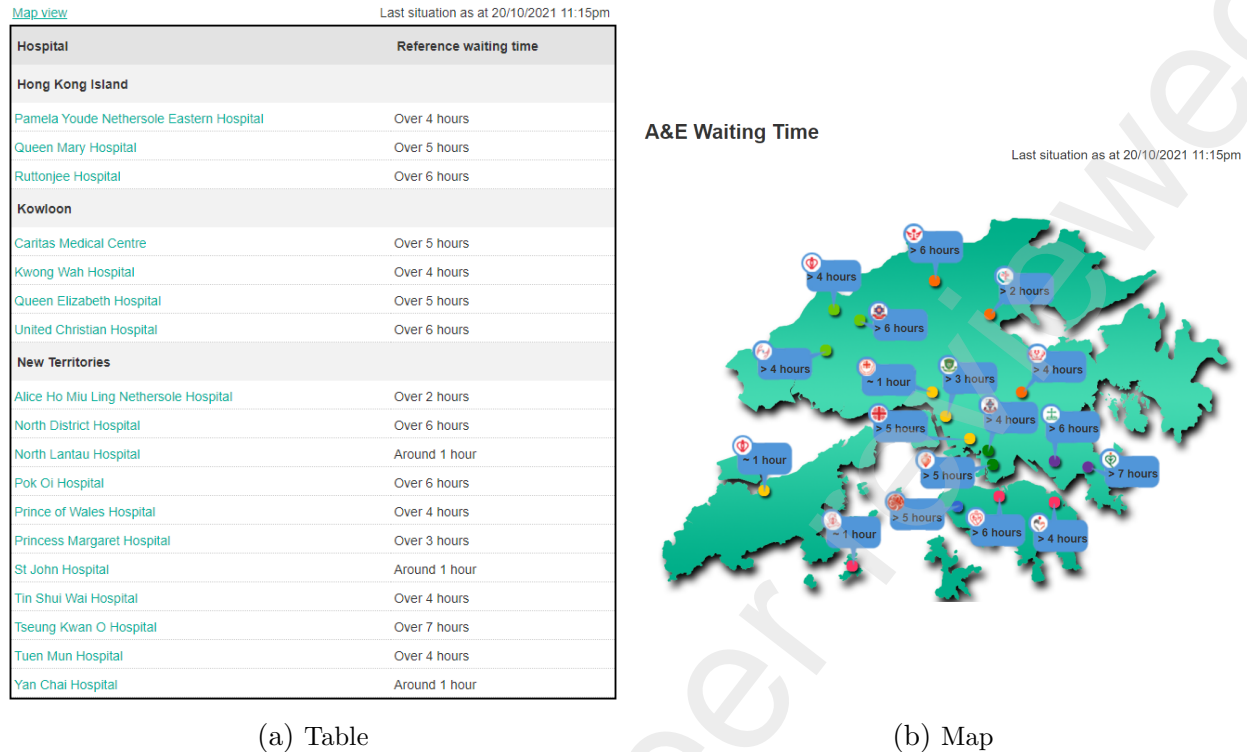 Map view Last situation as at 20/10/2021 11:15pm
Hospital Reference waiting time
Hong Kong Island
Pamela Youde Nethersole Eastern Hospital Over 4 hours
Queen Mary Hospital Over 5 hours
Ruttonjee Hospital Over 6 hours
Kowloon
Caritas Medical Centre Over 5 hours
Kwong Wah Hospital Over 4 hours
Queen Elizabeth Hospital Over 5 hours
United Christian Hospital Over 6 hours
New Territories
Alice Ho Miu Ling Nethersole Hospital Over 2 hours
North District Hospital Over 6 hours
North Lantau Hospital Around 1 hour
Pok Oi Hospital Over 6 hours
Prince of Wales Hospital Over 4 hours
Princess Margaret Hospital Over 3 hours
St John Hospital Around 1 hour
Tin Shui Wai Hospital Over 4 hours
Tseung Kwan O Hospital Over 7 hours
Tuen Mun Hospital Over 4 hours
Yan Chai Hospital Around 1 hour
(a) Table
A&E Waiting Time
Last situation as at 20/10/2021 11:15pm
> 6 hours
> 4 hours
> 2 hours
> 6 hours
> 4 hours
~ 1 hour
> 3 hours
> 4 hours
> 5 hours
> 4 hours
> 6 hours
~ 1 hour
> 5 hours
> 7 hours
> 5 hours
~ 1 hour
> 6 hours
> 4 hours
(b) Map
er reviewed